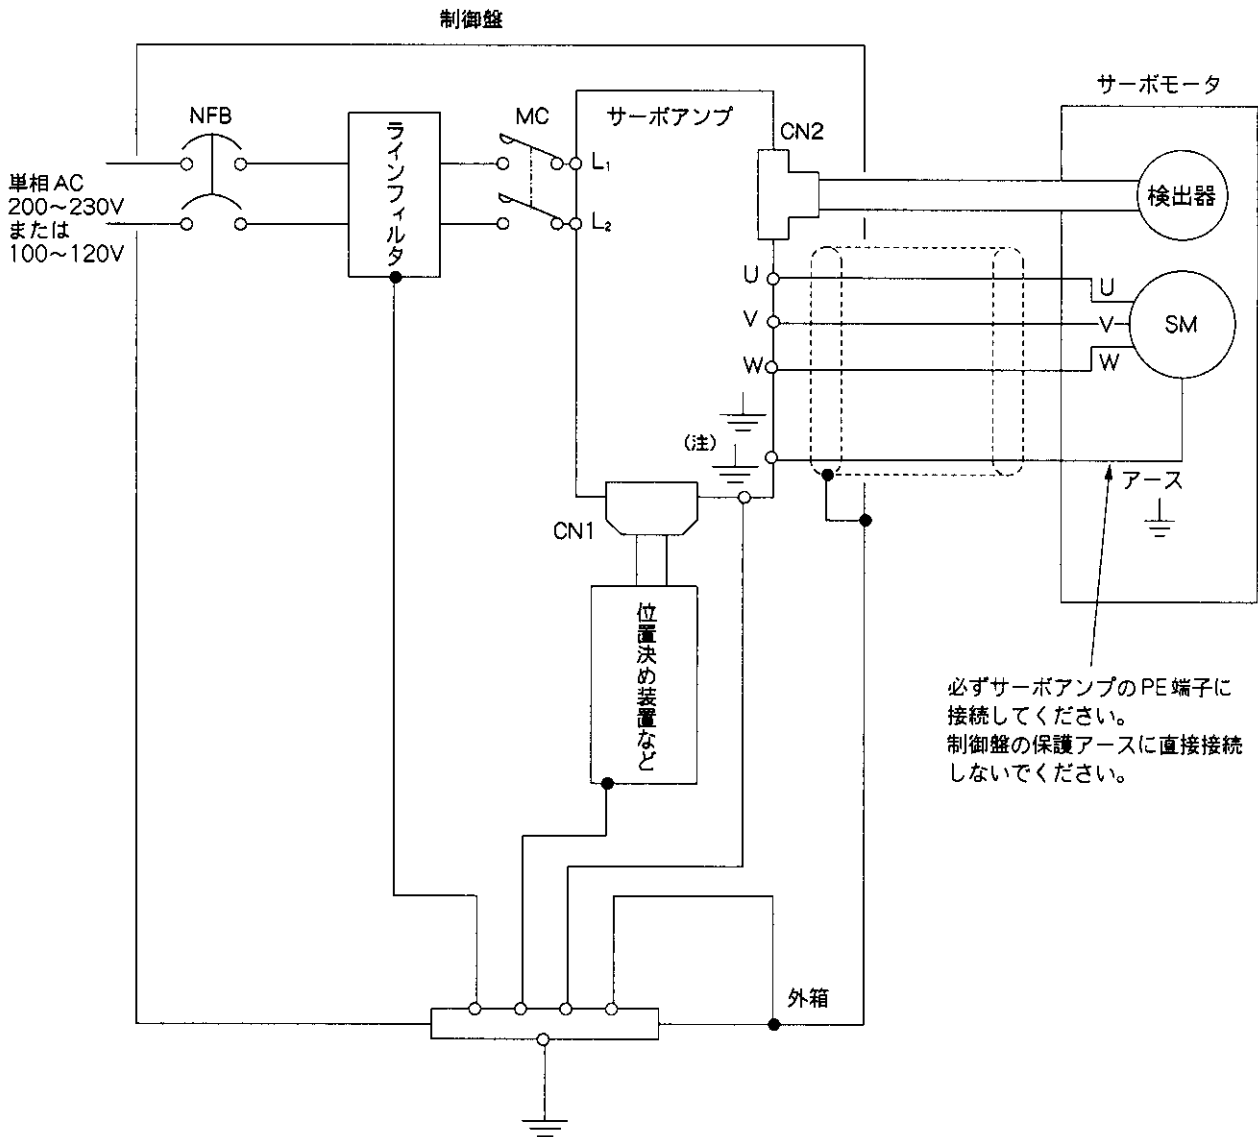 制御盤
サーボモータ
NFB
ラインフィルタ
MC
サーボアンプ
CN2
L₁
L₂
検出器
単相AC
200～230V
または
100～120V
U
V
W
U
V
W
SM
(注)
アース
CN1
位置決め装置など
必ずサーボアンプのPE端子に
接続してください。
制御盤の保護アースに直接接続
しないでください。
外箱